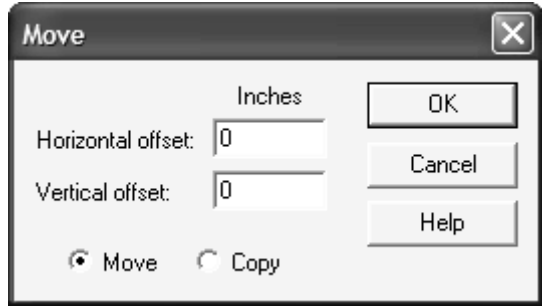 Move
Inches
OK
Horizontal offset: 0
Cancel
Vertical offset: 0
Help
Move Copy